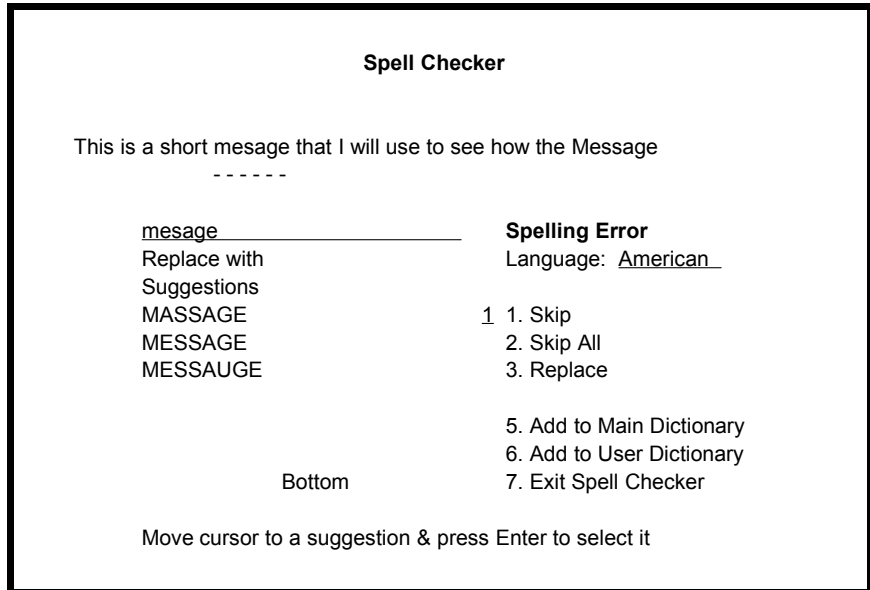 Spell Checker
This is a short mesage that I will use to see how the Message
- - - - - -
mesage Spelling Error
Replace with Language: American
Suggestions
MASSAGE 1 1. Skip
MESSAGE 2. Skip All
MESSAUGE 3. Replace
5. Add to Main Dictionary
6. Add to User Dictionary
Bottom 7. Exit Spell Checker
Move cursor to a suggestion & press Enter to select it